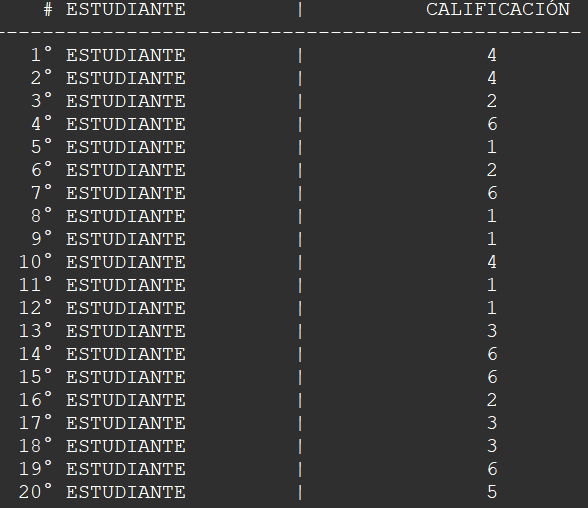 # ESTUDIANTE | CALIFICACIÓN
-------------------------------------------------
1° ESTUDIANTE | 4
2° ESTUDIANTE | 4
3° ESTUDIANTE | 2
4° ESTUDIANTE | 6
5° ESTUDIANTE | 1
6° ESTUDIANTE | 2
7° ESTUDIANTE | 6
8° ESTUDIANTE | 1
9° ESTUDIANTE | 1
10° ESTUDIANTE | 4
11° ESTUDIANTE | 1
12° ESTUDIANTE | 1
13° ESTUDIANTE | 3
14° ESTUDIANTE | 6
15° ESTUDIANTE | 6
16° ESTUDIANTE | 2
17° ESTUDIANTE | 3
18° ESTUDIANTE | 3
19° ESTUDIANTE | 6
20° ESTUDIANTE | 5